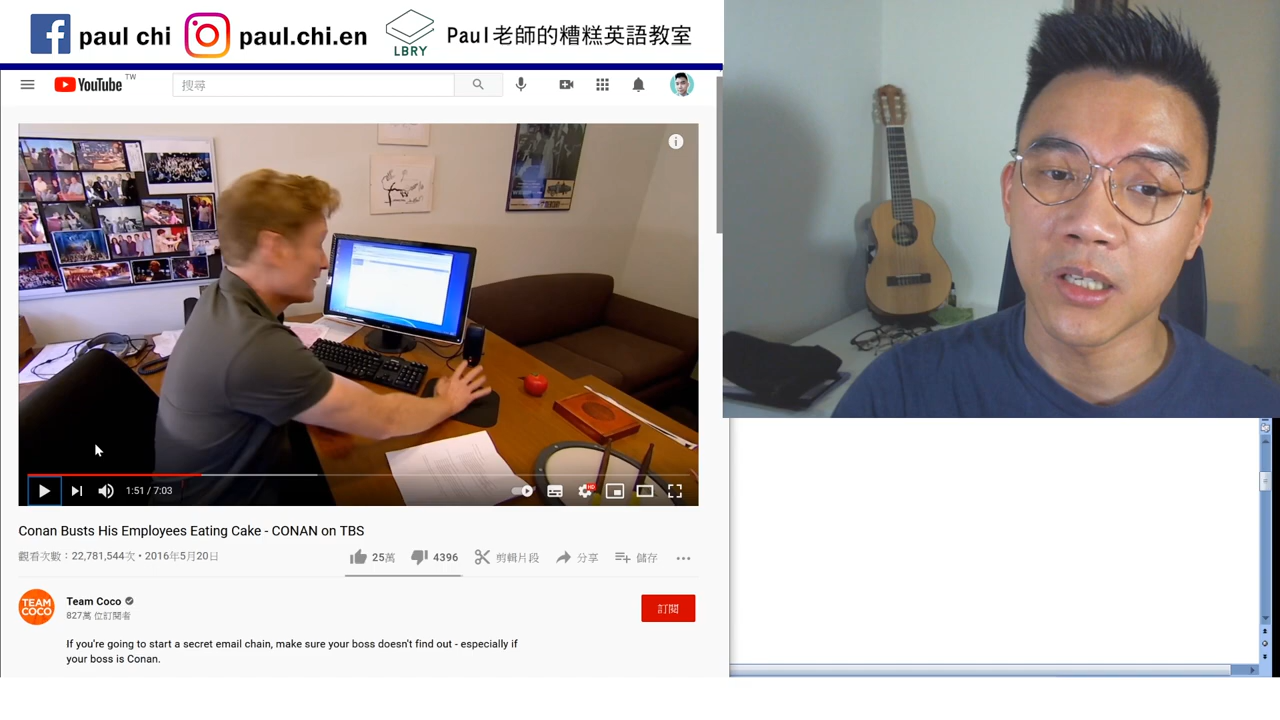 paul chi
paul.chi.en
LBRY
Paul老師的糟糕英語教室
YouTube TW
搜尋
1:51 / 7:03
HD
Conan Busts His Employees Eating Cake - CONAN on TBS
觀看次數：22,781,544次 • 2016年5月20日
25萬
4396
剪輯片段
分享
儲存
TEAM COCO
Team Coco
827萬 位訂閱者
訂閱
If you're going to start a secret email chain, make sure your boss doesn't find out - especially if
your boss is Conan.